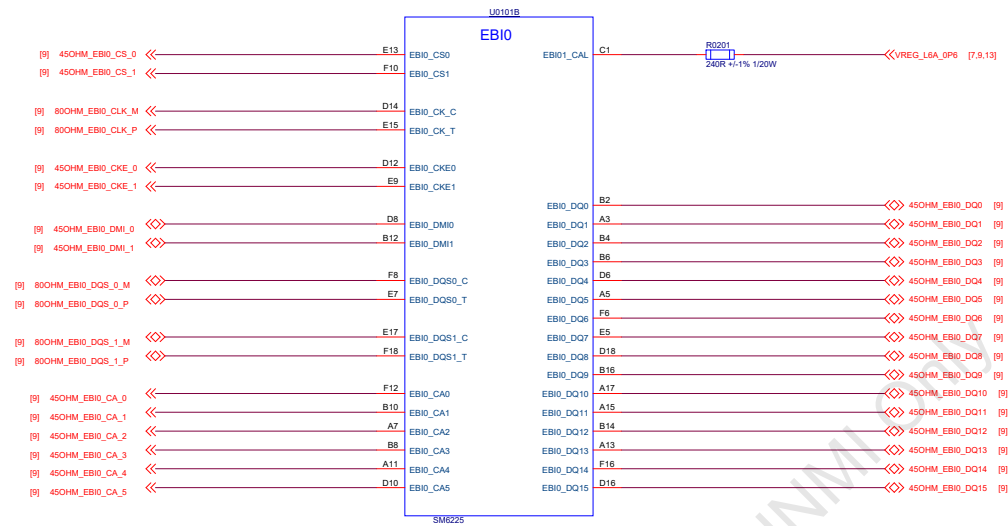 U0101B
EBI0
[9] 45OHM_EBI0_CS_0 E13 EBI0_CS0 EBI01_CAL C1 R0201 VREG_L6A_0P6 [7,9,13]
240R +/-1% 1/20W
[9] 45OHM_EBI0_CS_1 F10 EBI0_CS1
[9] 80OHM_EBI0_CLK_M D14 EBI0_CK_C
[9] 80OHM_EBI0_CLK_P E15 EBI0_CK_T
[9] 45OHM_EBI0_CKE_0 D12 EBI0_CKE0
[9] 45OHM_EBI0_CKE_1 E9 EBI0_CKE1
EBI0_DQ0 B2 45OHM_EBI0_DQ0 [9]
[9] 45OHM_EBI0_DMI_0 D8 EBI0_DMI0 EBI0_DQ1 A3 45OHM_EBI0_DQ1 [9]
[9] 45OHM_EBI0_DMI_1 B12 EBI0_DMI1 EBI0_DQ2 B4 45OHM_EBI0_DQ2 [9]
EBI0_DQ3 B6 45OHM_EBI0_DQ3 [9]
[9] 80OHM_EBI0_DQS_0_M F8 EBI0_DQS0_C EBI0_DQ4 D6 45OHM_EBI0_DQ4 [9]
[9] 80OHM_EBI0_DQS_0_P E7 EBI0_DQS0_T EBI0_DQ5 A5 45OHM_EBI0_DQ5 [9]
EBI0_DQ6 F6 45OHM_EBI0_DQ6 [9]
[9] 80OHM_EBI0_DQS_1_M E17 EBI0_DQS1_C EBI0_DQ7 E5 45OHM_EBI0_DQ7 [9]
[9] 80OHM_EBI0_DQS_1_P F18 EBI0_DQS1_T EBI0_DQ8 D18 45OHM_EBI0_DQ8 [9]
EBI0_DQ9 B16 45OHM_EBI0_DQ9 [9]
[9] 45OHM_EBI0_CA_0 F12 EBI0_CA0 EBI0_DQ10 A17 45OHM_EBI0_DQ10 [9]
[9] 45OHM_EBI0_CA_1 B10 EBI0_CA1 EBI0_DQ11 A15 45OHM_EBI0_DQ11 [9]
[9] 45OHM_EBI0_CA_2 A7 EBI0_CA2 EBI0_DQ12 B14 45OHM_EBI0_DQ12 [9]
[9] 45OHM_EBI0_CA_3 B8 EBI0_CA3 EBI0_DQ13 A13 45OHM_EBI0_DQ13 [9]
[9] 45OHM_EBI0_CA_4 A11 EBI0_CA4 EBI0_DQ14 F16 45OHM_EBI0_DQ14 [9]
[9] 45OHM_EBI0_CA_5 D10 EBI0_CA5 EBI0_DQ15 D16 45OHM_EBI0_DQ15 [9]
SM6225
Only